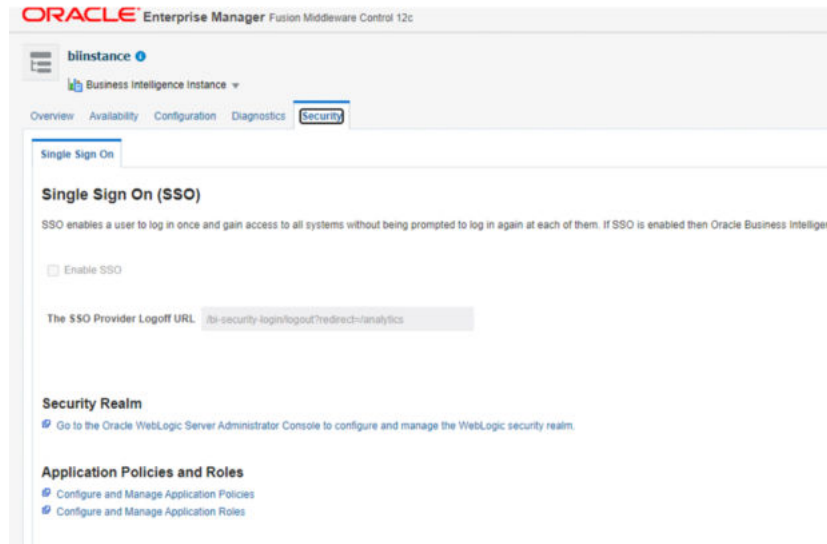 ORACLE Enterprise Manager Fusion Middleware Control 12c
biinstance
Business Intelligence Instance
Overview Availability Configuration Diagnostics Security
Single Sign On
Single Sign On (SSO)
SSO enables a user to log in once and gain access to all systems without being prompted to log in again at each of them. If SSO is enabled then Oracle Business Intelliger
Enable SSO
The SSO Provider Logoff URL /bi-security-login/logout?redirect=/analytics
Security Realm
Go to the Oracle WebLogic Server Administrator Console to configure and manage the WebLogic security realm.
Application Policies and Roles
Configure and Manage Application Policies
Configure and Manage Application Roles